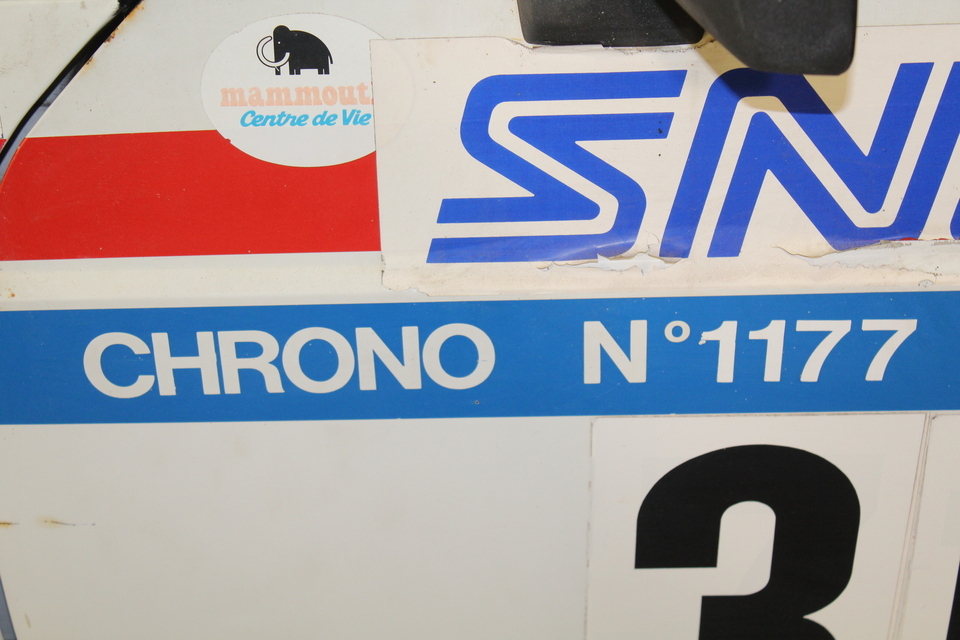 mammout
Centre de Vie
SN
CHRONO N°1177
3